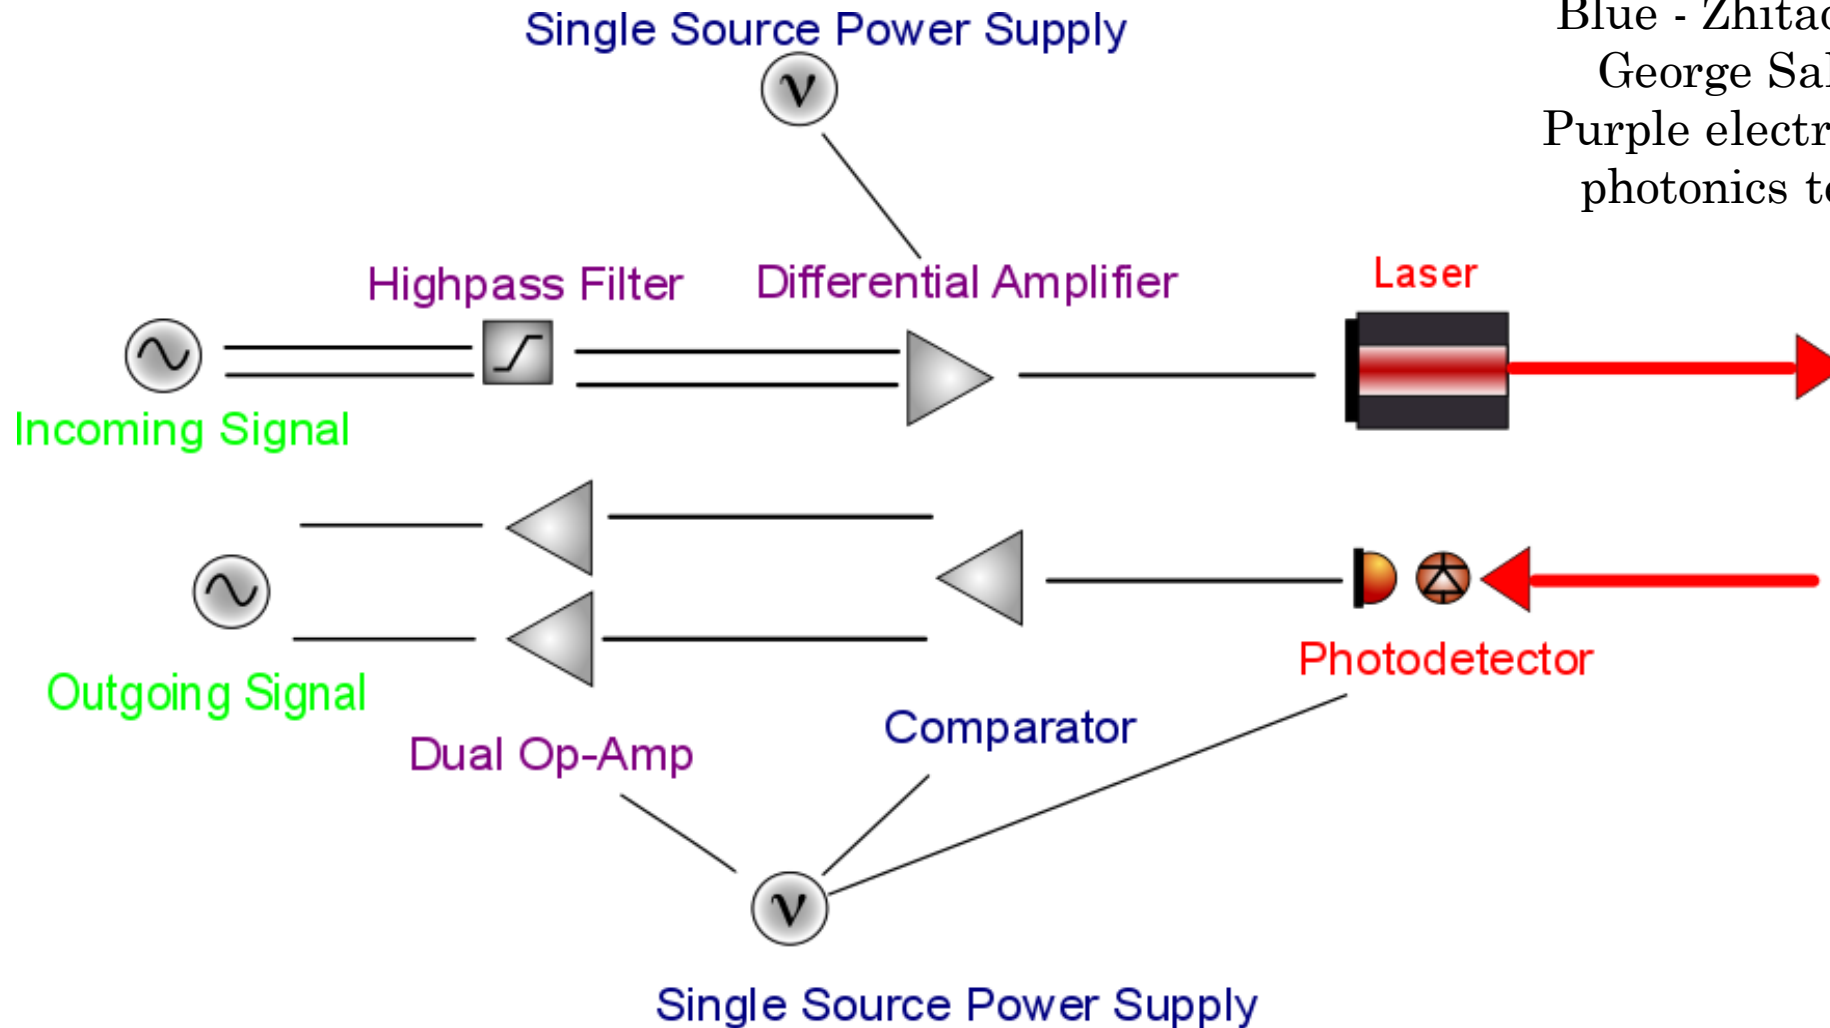 Single Source Power Supply
Blue -
George
Purple
photonics
Highpass Filter
Differential Amplifier
Laser
Incoming Signal
Outgoing Signal
Photodetector
Comparator
Dual Op-Amp
Single Source Power Supply